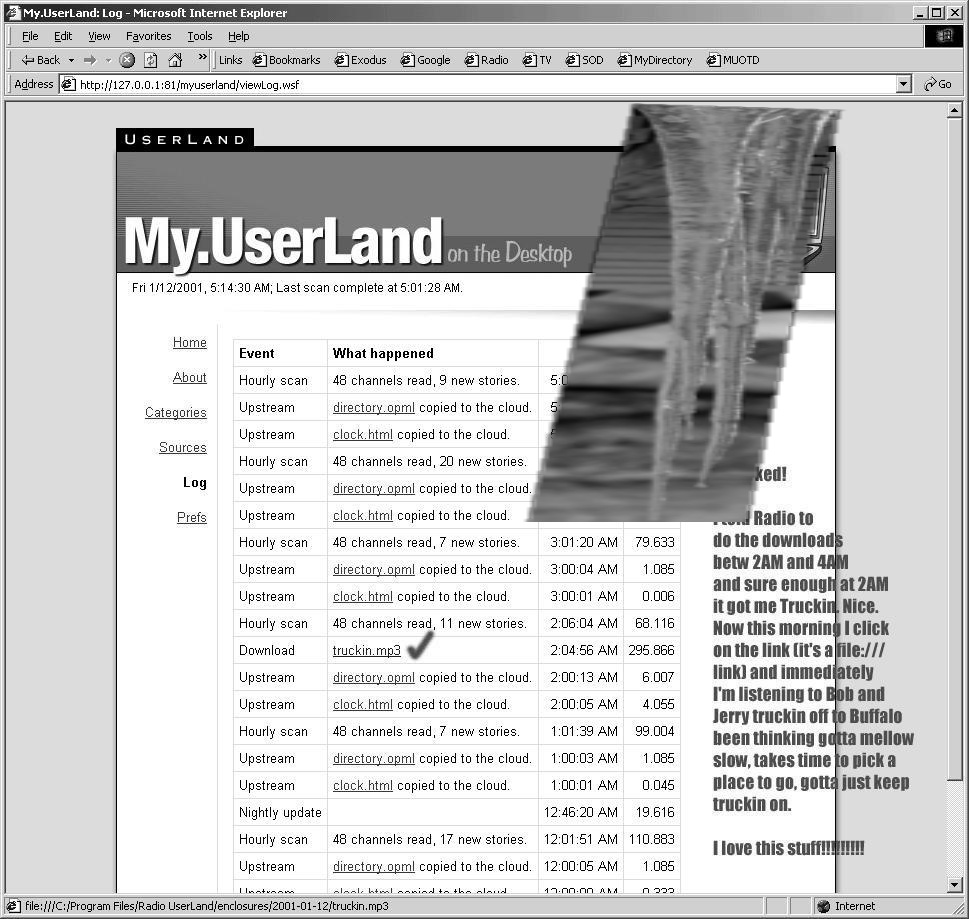 My.UserLand: Log - Microsoft Internet Explorer
File Edit View Favorites Tools Help
Back » Links Bookmarks Exodus Google Radio TV SOD MyDirectory MUOTD
Address http://127.0.0.1:81/myuserland/viewLog.wsf Go
USERLAND
My.UserLand on the Desktop
Fri 1/12/2001, 5:14:30 AM; Last scan complete at 5:01:28 AM.
Home
About
Categories
Sources
Log
Prefs
Event What happened
Hourly scan 48 channels read, 9 new stories.
Upstream directory.opml copied to the cloud.
Upstream clock.html copied to the cloud.
Hourly scan 48 channels read, 20 new stories.
Upstream directory.opml copied to the cloud.
Upstream clock.html copied to the cloud.
Hourly scan 48 channels read, 7 new stories. 3:01:20 AM 79.633
Upstream directory.opml copied to the cloud. 3:00:04 AM 1.085
Upstream clock.html copied to the cloud. 3:00:01 AM 0.006
Hourly scan 48 channels read, 11 new stories. 2:06:04 AM 68.116
Download truckin.mp3 2:04:56 AM 295.866
Upstream directory.opml copied to the cloud. 2:00:13 AM 6.007
Upstream clock.html copied to the cloud. 2:00:05 AM 4.055
Hourly scan 48 channels read, 7 new stories. 1:01:39 AM 99.004
Upstream directory.opml copied to the cloud. 1:00:03 AM 1.085
Upstream clock.html copied to the cloud. 1:00:01 AM 0.045
Nightly update 12:46:20 AM 19.616
Hourly scan 48 channels read, 17 new stories. 12:01:51 AM 110.883
Upstream directory.opml copied to the cloud. 12:00:05 AM 1.085
Upstream clock.html copied to the cloud. 12:00:00 AM 0.333
I told Radio to
do the downloads
betw 2AM and 4AM
and sure enough at 2AM
it got me Truckin. Nice.
Now this morning I click
on the link (it's a file:///
link) and immediately
I'm listening to Bob and
Jerry truckin off to Buffalo
been thinking gotta mellow
slow, takes time to pick a
place to go, gotta just keep
truckin on.
I love this stuff!!!!!!!!!
file:///C:/Program Files/Radio UserLand/enclosures/2001-01-12/truckin.mp3 Internet